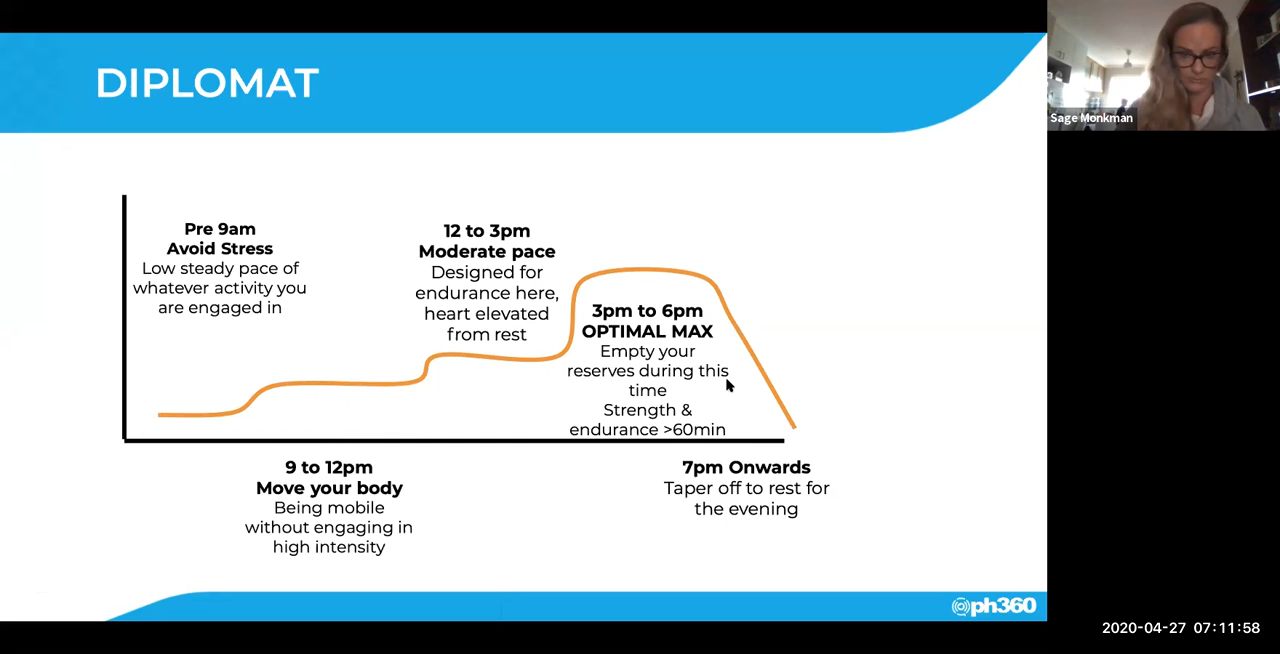 DIPLOMAT
Sage Monkman
Pre 9am
Avoid Stress
Low steady pace of
whatever activity you
are engaged in
12 to 3pm
Moderate pace
Designed for
endurance here,
heart elevated
from rest
3pm to 6pm
OPTIMAL MAX
Empty your
reserves during this
time
Strength &
endurance >60min
9 to 12pm
Move your body
Being mobile
without engaging in
high intensity
7pm Onwards
Taper off to rest for
the evening
ph360
2020-04-27 07:11:58